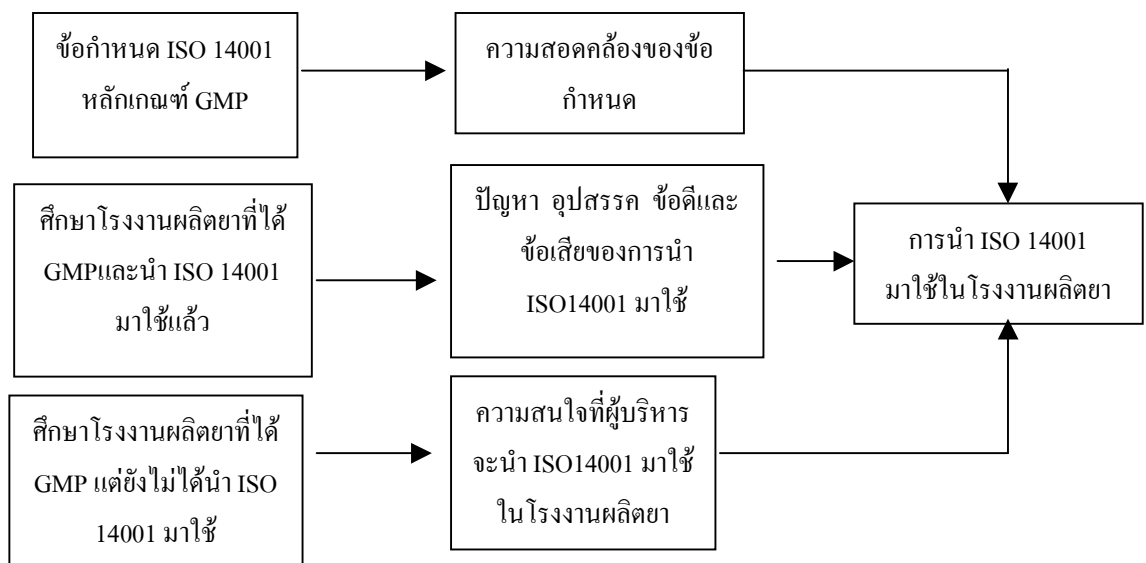 ข้อกำหนด ISO 14001
หลักเกณฑ์ GMP
ความสอดคล้องของข้อ
กำหนด
ศึกษาโรงงานผลิตยาที่ได้
GMPและนำ ISO 14001
มาใช้แล้ว
ปัญหา อุปสรรค ข้อดีและ
ข้อเสียของการนำ
ISO14001 มาใช้
การนำ ISO 14001
มาใช้ในโรงงานผลิตยา
ศึกษาโรงงานผลิตยาที่ได้
GMP แต่ยังไม่ได้นำ ISO
14001 มาใช้
ความสนใจที่ผู้บริหาร
จะนำ ISO14001 มาใช้
ในโรงงานผลิตยา